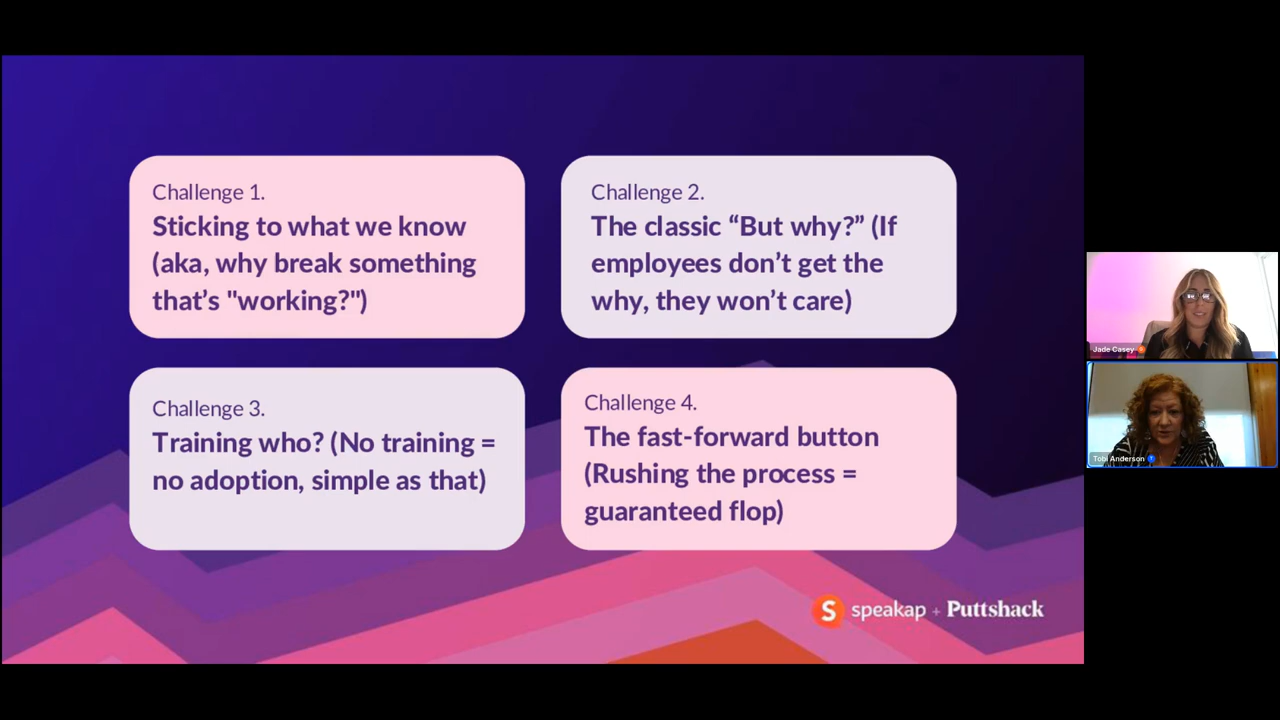 Challenge 1.
Sticking to what we know
(aka, why break something
that’s "working?")
Challenge 2.
The classic “But why?” (If
employees don’t get the
why, they won’t care)
Challenge 3.
Training who? (No training =
no adoption, simple as that)
Challenge 4.
The fast-forward button
(Rushing the process =
guaranteed flop)
S speakap + Puttshack
Jade Casey
Tobi Anderson